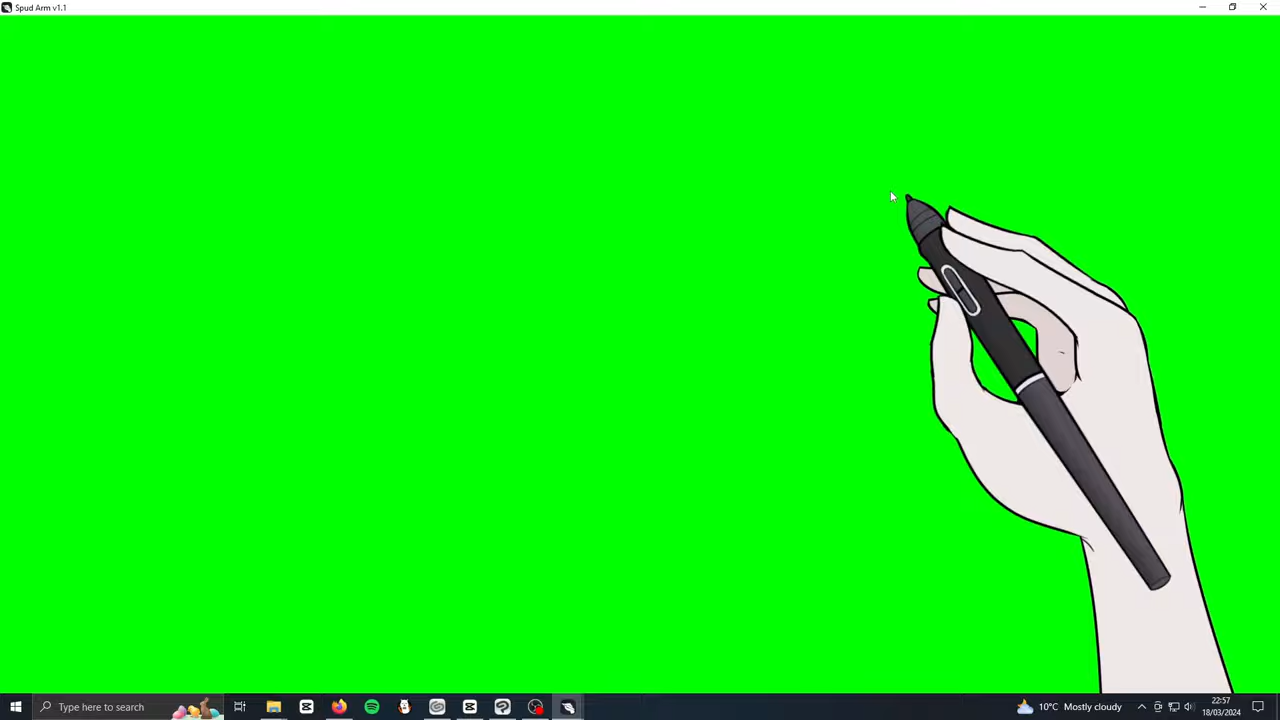 Spud Arm v1.1
Type here to search
10°C Mostly cloudy
22:57
18/03/2024